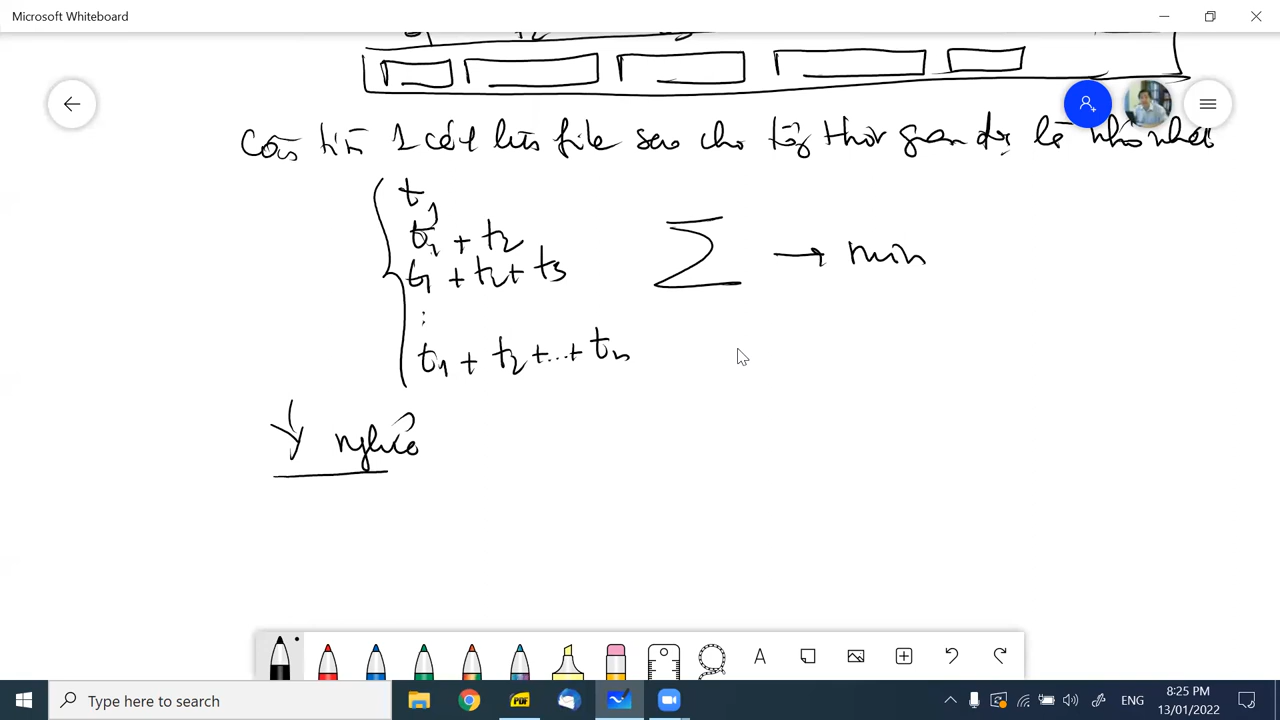 Microsoft Whiteboard
Cần tìm 1 cách lưu file sao cho tổng thời gian đọc là nhỏ nhất
t1
t1 + t2
t1 + t2 + t3
∑ → min
⋮
t1 + t2 + ... + tn
Ý nghĩa
A
Type here to search
PDF
ENG
8:25 PM
13/01/2022